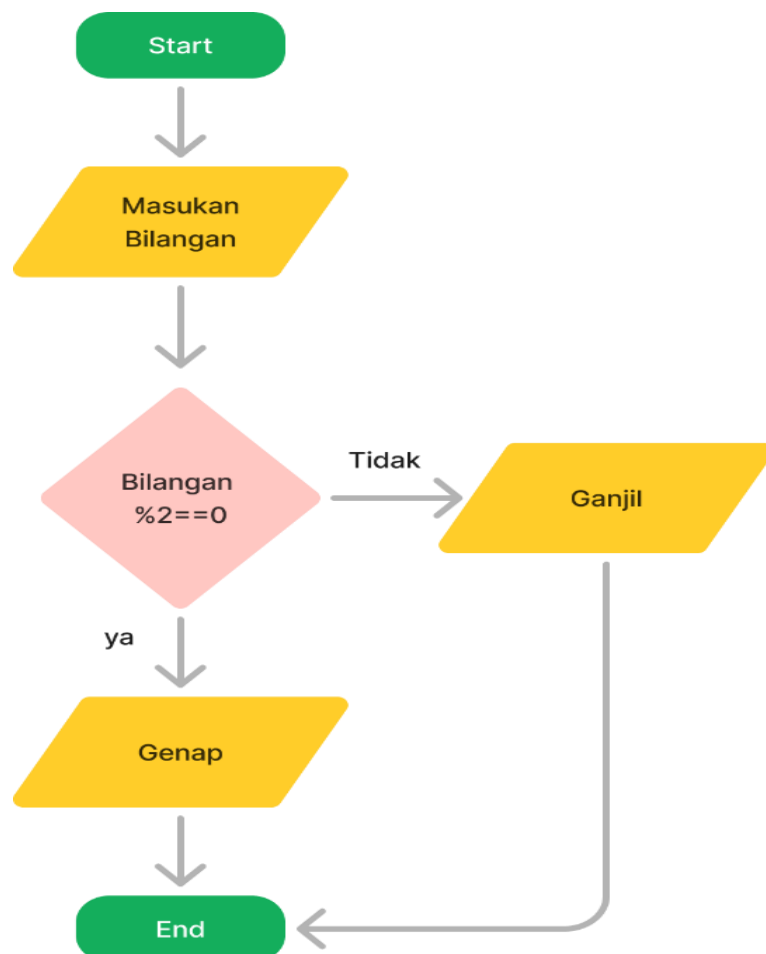 Start
Masukan
Bilangan
Bilangan
%2==0
Tidak
Ganjil
ya
Genap
End